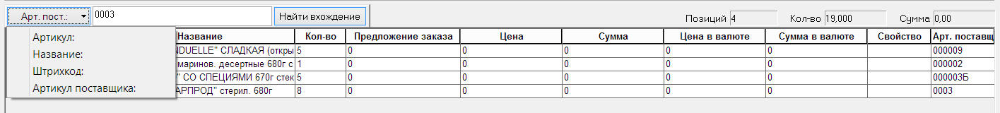 Арт. пост.: 0003 Найти вхождение Позиций 4 Кол-во 19,000 Сумма 0,00
Артикул:
Название:
Штрихкод:
Артикул поставщика:
Название Кол-во Предложение заказа Цена Сумма Цена в валюте Сумма в валюте Свойство Арт. поставщ
NDUELLE" СЛАДКАЯ (откры 5 0 0 0 0 0 000009
маринов. десертные 680г с 1 0 0 0 0 0 000002
" СО СПЕЦИЯМИ 670г стек 5 0 0 0 0 0 000003Б
АРПРОД" стерил. 680г 8 0 0 0 0 0 0003